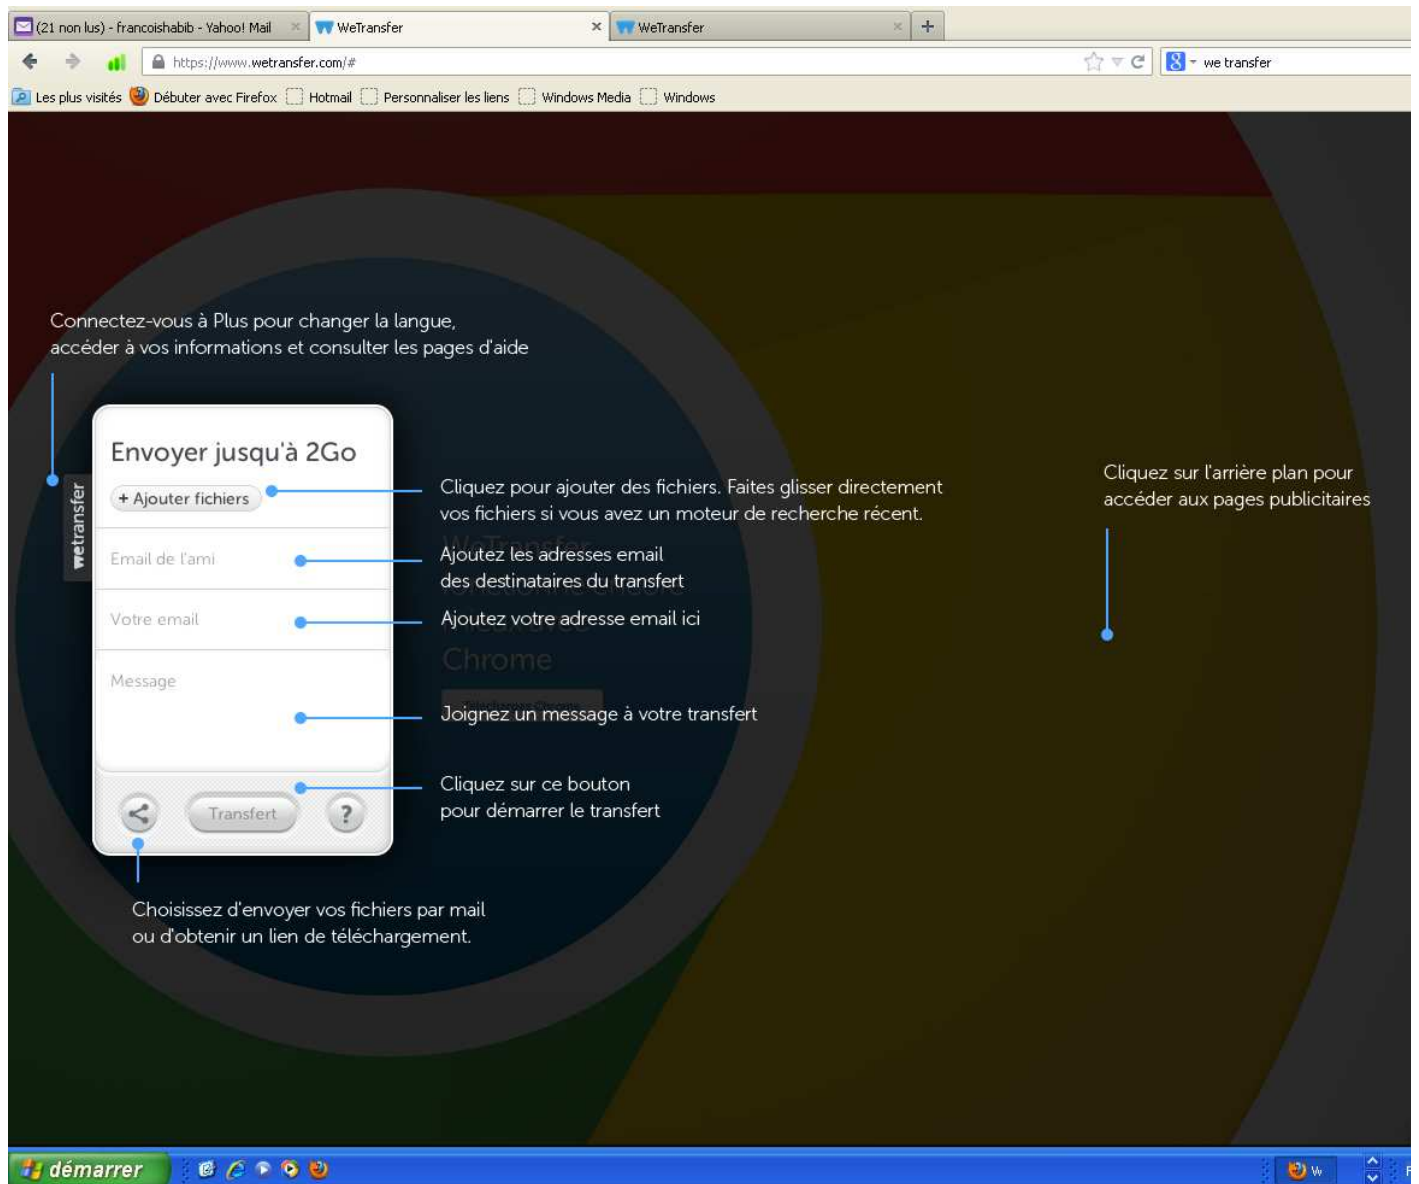 (21 non lus) - francoishabib - Yahoo! Mail
WeTransfer
WeTransfer
https://www.wetransfer.com/#
we transfer
Les plus visités
Débuter avec Firefox
Hotmail
Personnaliser les liens
Windows Media
Windows
Connectez-vous à Plus pour changer la langue,
accéder à vos informations et consulter les pages d'aide
wetransfer
Envoyer jusqu'à 2Go
+ Ajouter fichiers
Cliquez pour ajouter des fichiers. Faites glisser directement
vos fichiers si vous avez un moteur de recherche récent.
Cliquez sur l'arrière plan pour
accéder aux pages publicitaires
WeTransfer
fonctionne encore
mieux avec
Chrome
Email de l'ami
Ajoutez les adresses email
des destinataires du transfert
Votre email
Ajoutez votre adresse email ici
Message
Joignez un message à votre transfert
Transfert
?
Cliquez sur ce bouton
pour démarrer le transfert
Choisissez d'envoyer vos fichiers par mail
ou d'obtenir un lien de téléchargement.
démarrer
W
F